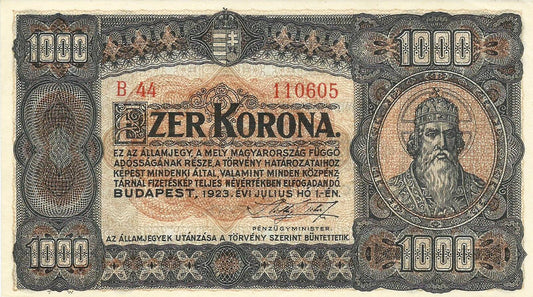 1000 1000
B 44 110605
EZER KORONA.
EZ AZ ÁLLAMJEGY, A MELY MAGYARORSZÁG FÜGGŐ
ADÓSSÁGÁNAK RÉSZE, A TÖRVÉNY HATÁROZATAIHOZ
KÉPEST MINDENKI ÁLTAL, VALAMINT MINDEN KÖZPÉNZ-
TÁRNÁL FIZETÉSKÉP TELJES NÉVÉRTÉKBEN ELFOGADANDÓ.
BUDAPEST, 1923. ÉVI JULIUS HÓ 1.-ÉN.
PÉNZÜGYMINISTER.
AZ ÁLLAMJEGYEK UTÁNZÁSA A TÖRVÉNY SZERINT BÜNTETTETIK.
1000 1000